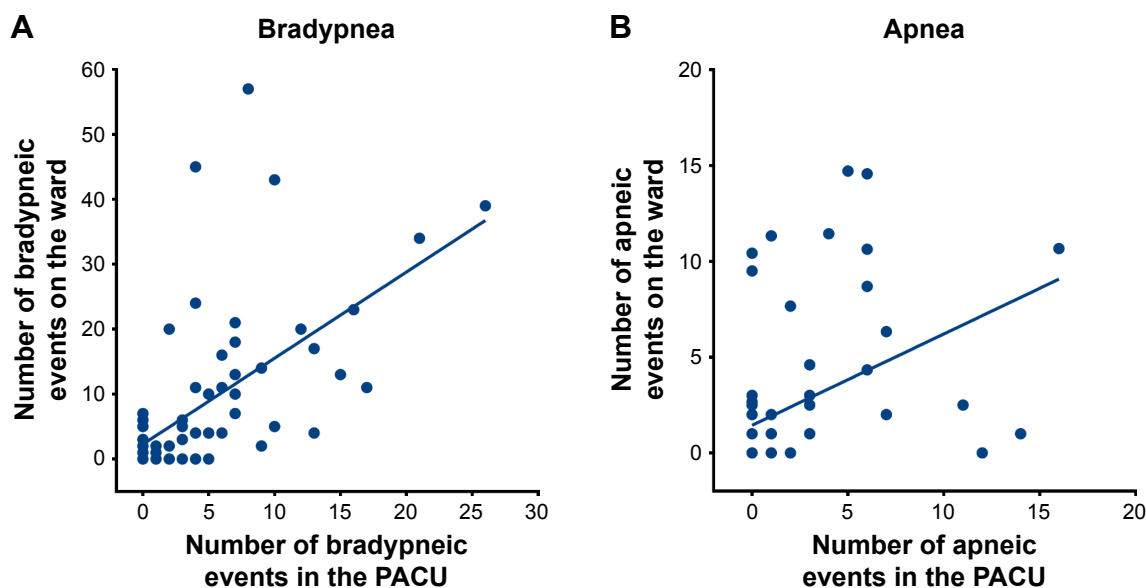 A
Bradypnea
Number of bradypneic
events on the ward
60
50
40
30
20
10
0
0 5 10 15 20 25 30
Number of bradypneic
events in the PACU
B
Apnea
Number of apneic
events on the ward
20
15
10
5
0
0 5 10 15 20
Number of apneic
events in the PACU